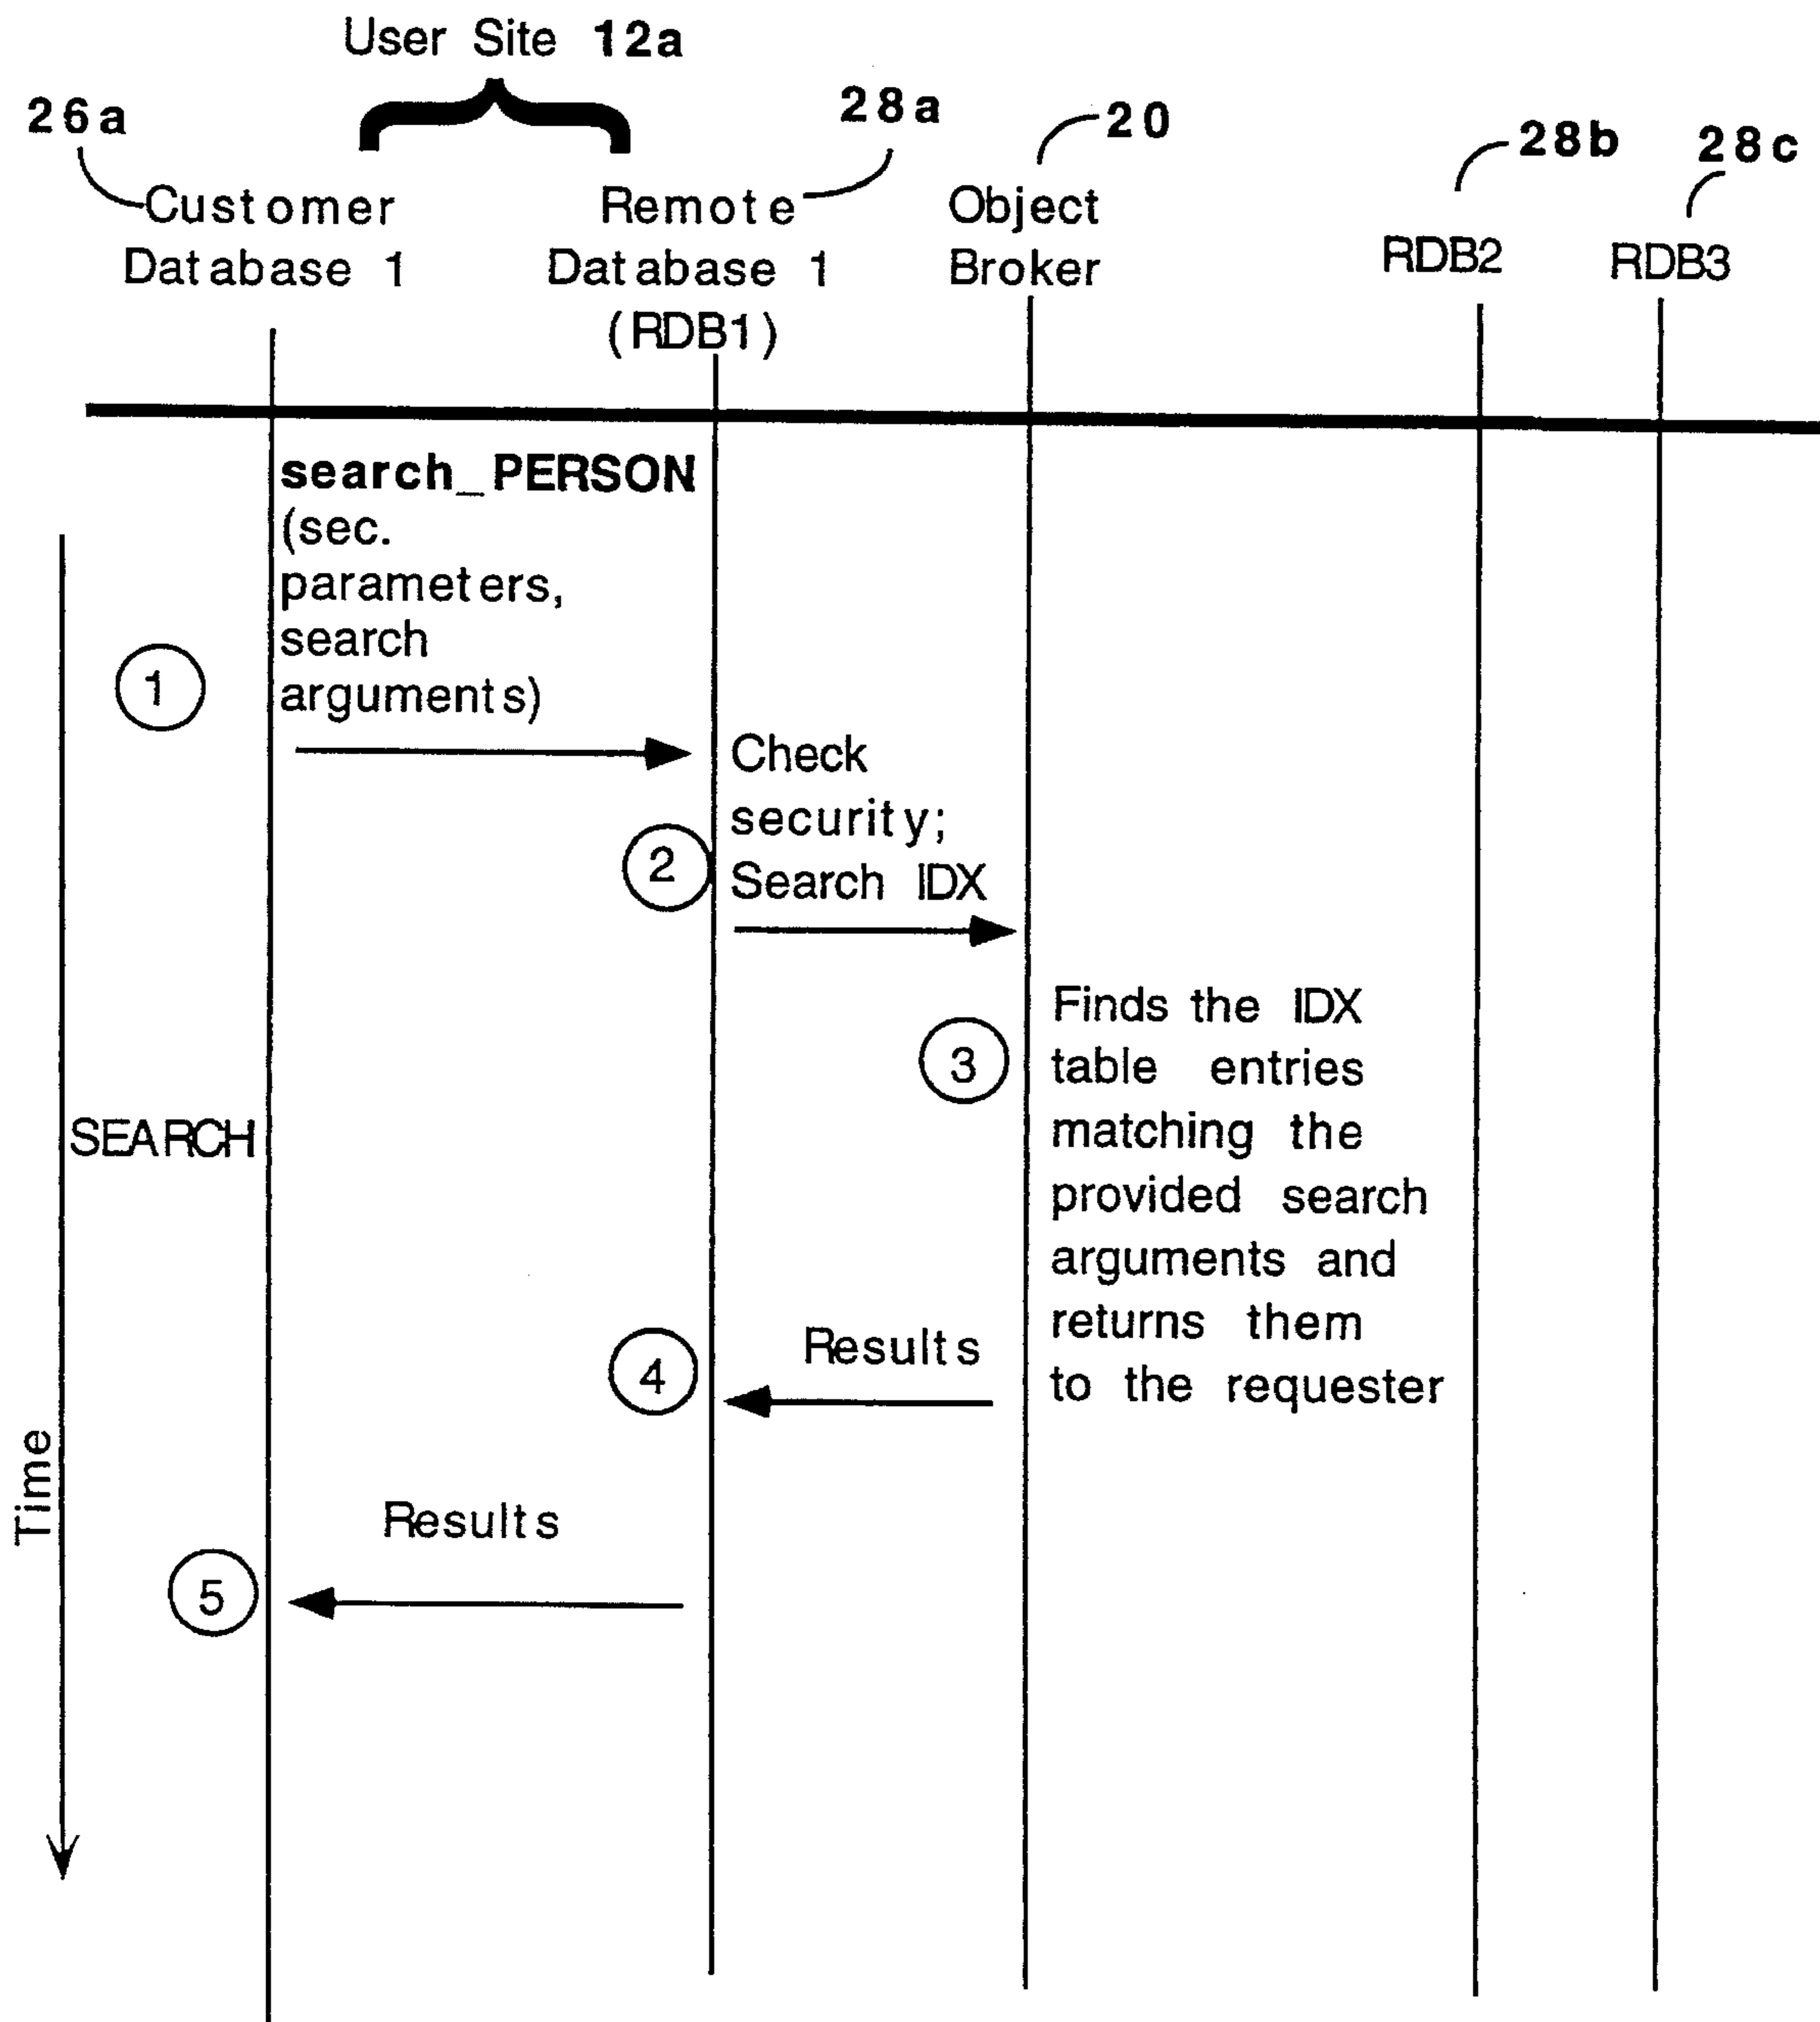 User Site 12a
26a
28a
20
28b
28c
Customer
Database 1
Remote
Database 1
(RDB1)
Object
Broker
RDB2
RDB3
search_PERSON
(sec.
parameters,
search
arguments)
1
Check
security;
Search IDX
2
Finds the IDX
table entries
matching the
provided search
arguments and
returns them
to the requester
3
SEARCH
Results
4
Time
Results
5